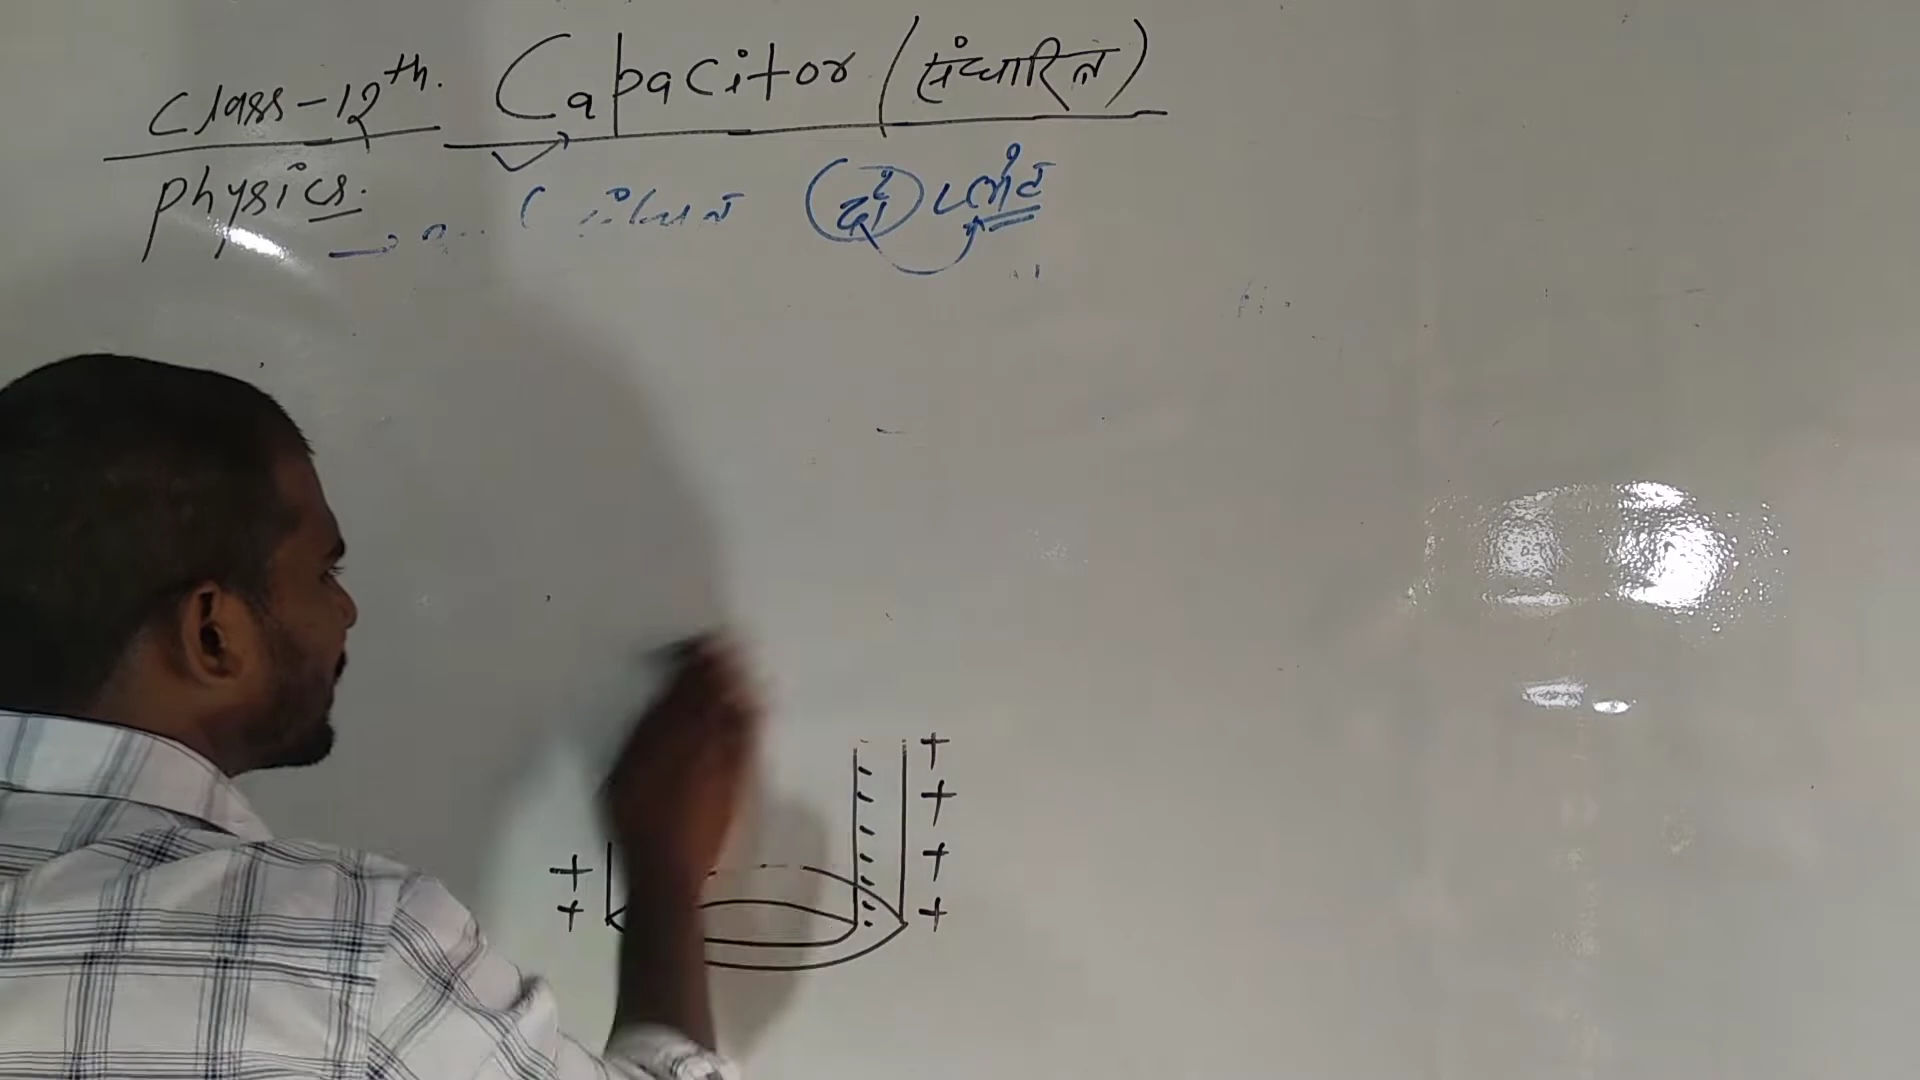 Class-12th. Capacitor (संधारित्र)
Physics.
दो प्लेट
+
+
+
+ +
+ +